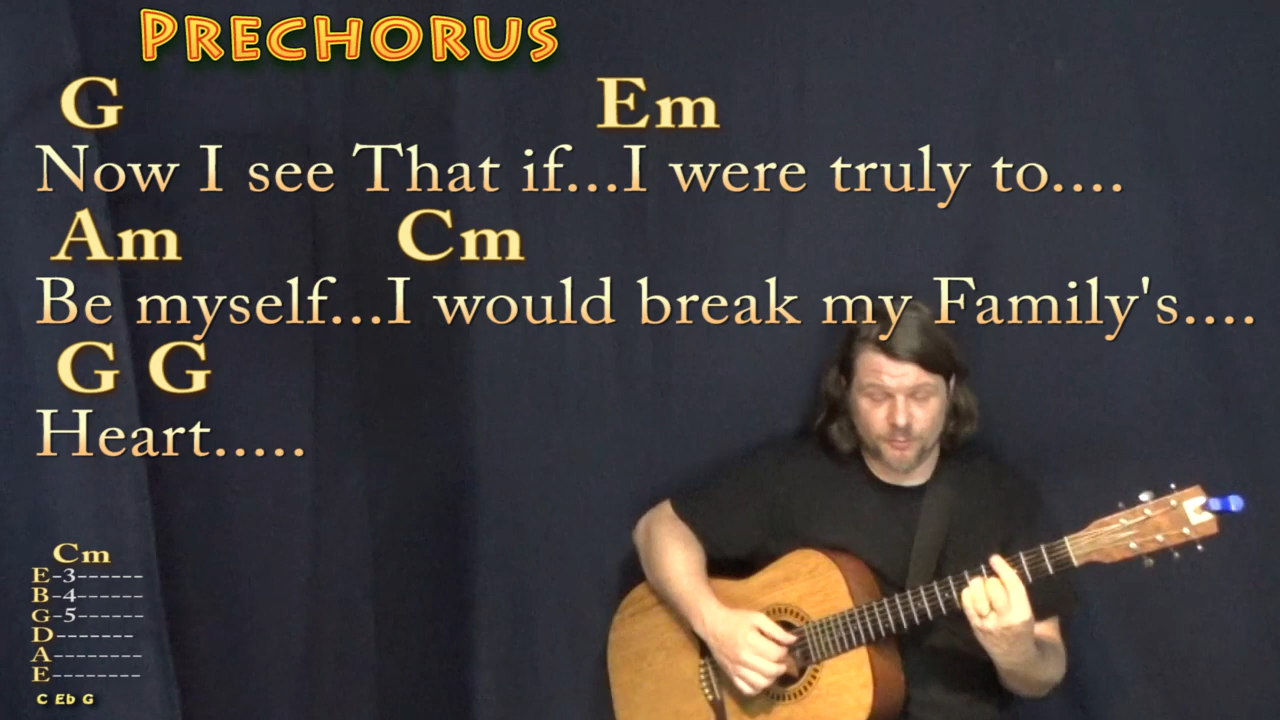 PRECHORUS
G Em
Now I see That if...I were truly to....
Am Cm
Be myself...I would break my Family's....
G G
Heart.....
Cm
E-3------
B-4------
G-5------
D-------
A--------
E--------
C Eb G